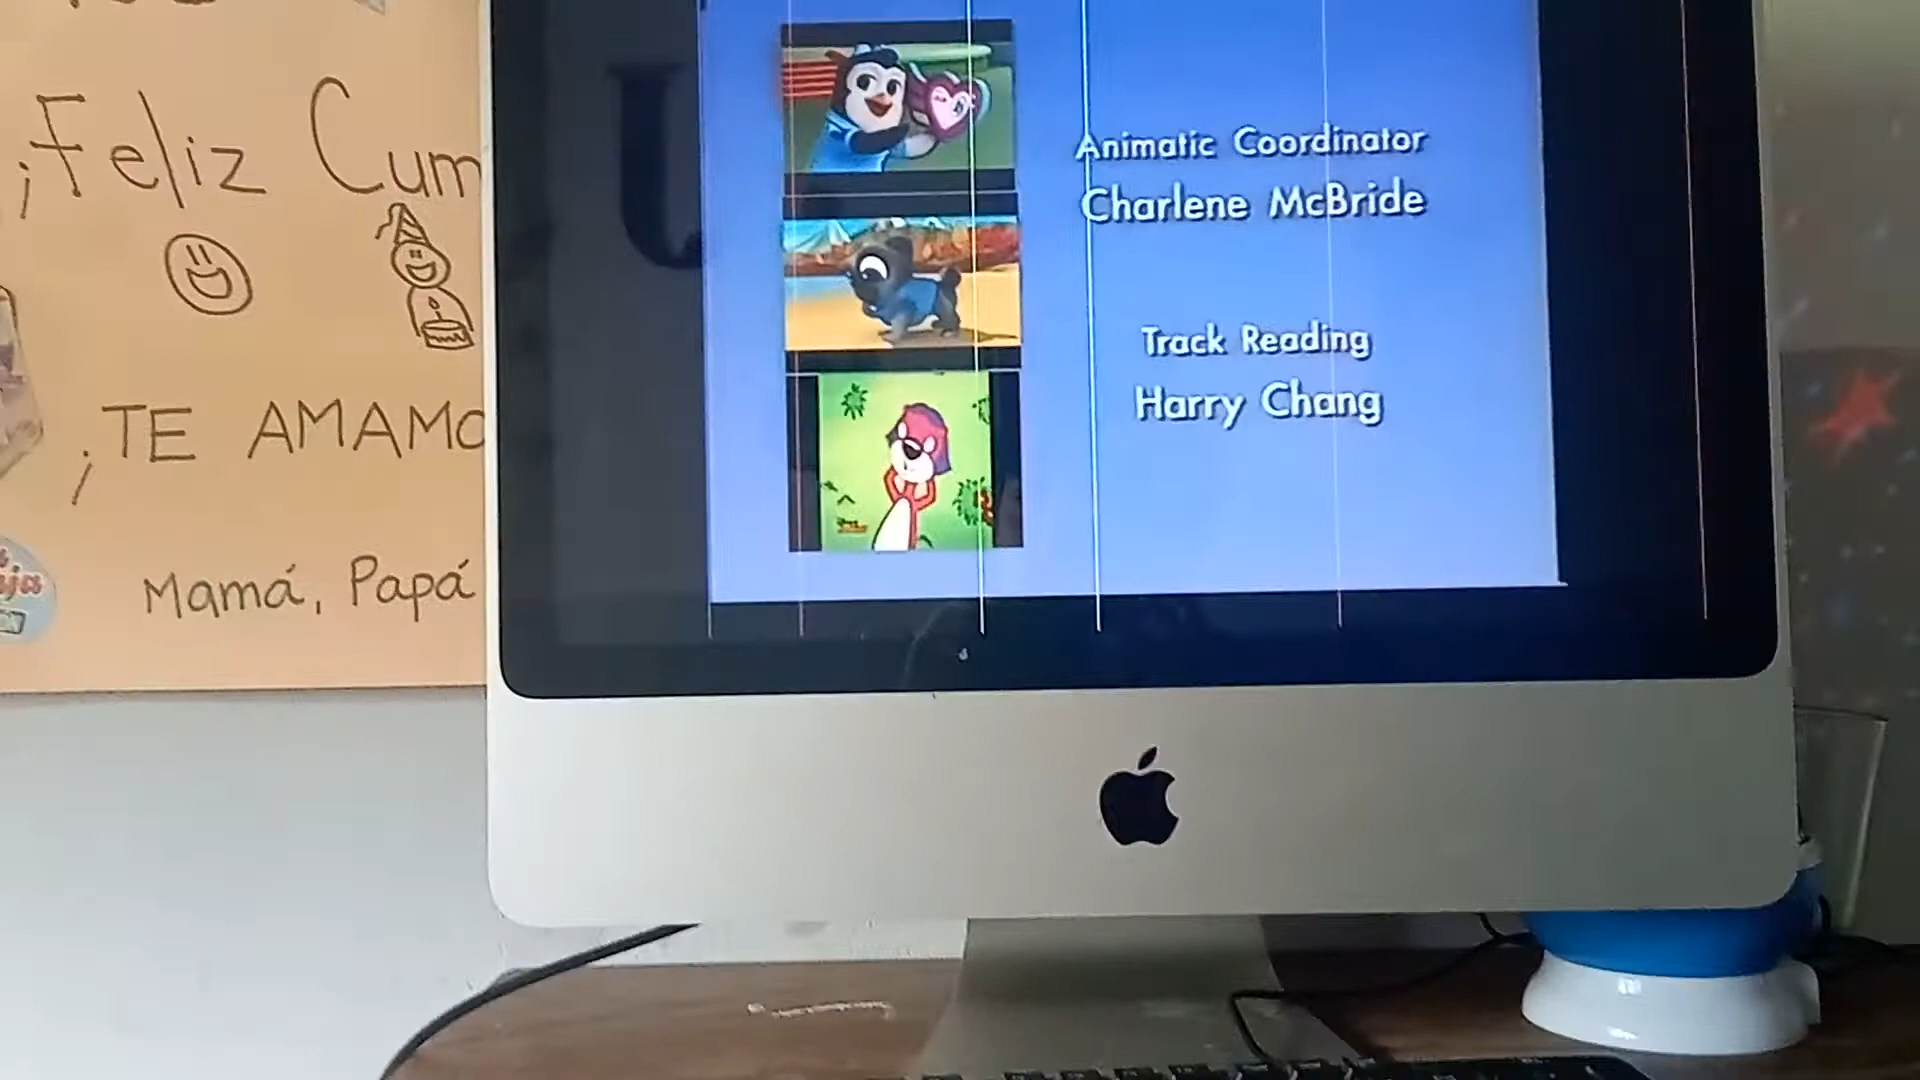 ¡Feliz Cum
¡TE AMAMO
Mamá, Papá
Animatic Coordinator
Charlene McBride
Track Reading
Harry Chang